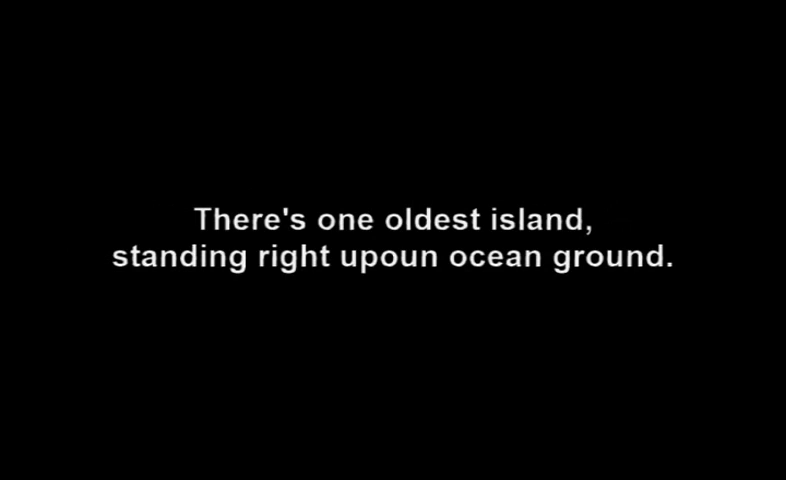 There's one oldest island,
standing right upoun ocean ground.